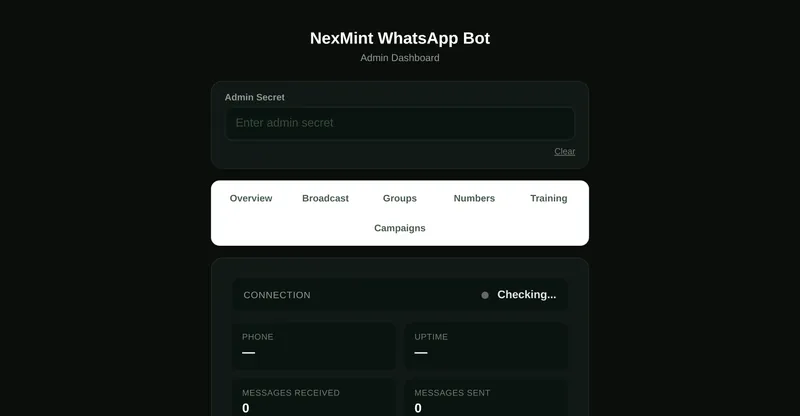 NexMint WhatsApp Bot
Admin Dashboard
Admin Secret
Enter admin secret
Clear
Overview Broadcast Groups Numbers Training
Campaigns
CONNECTION Checking...
PHONE UPTIME
— —
MESSAGES RECEIVED MESSAGES SENT
0 0